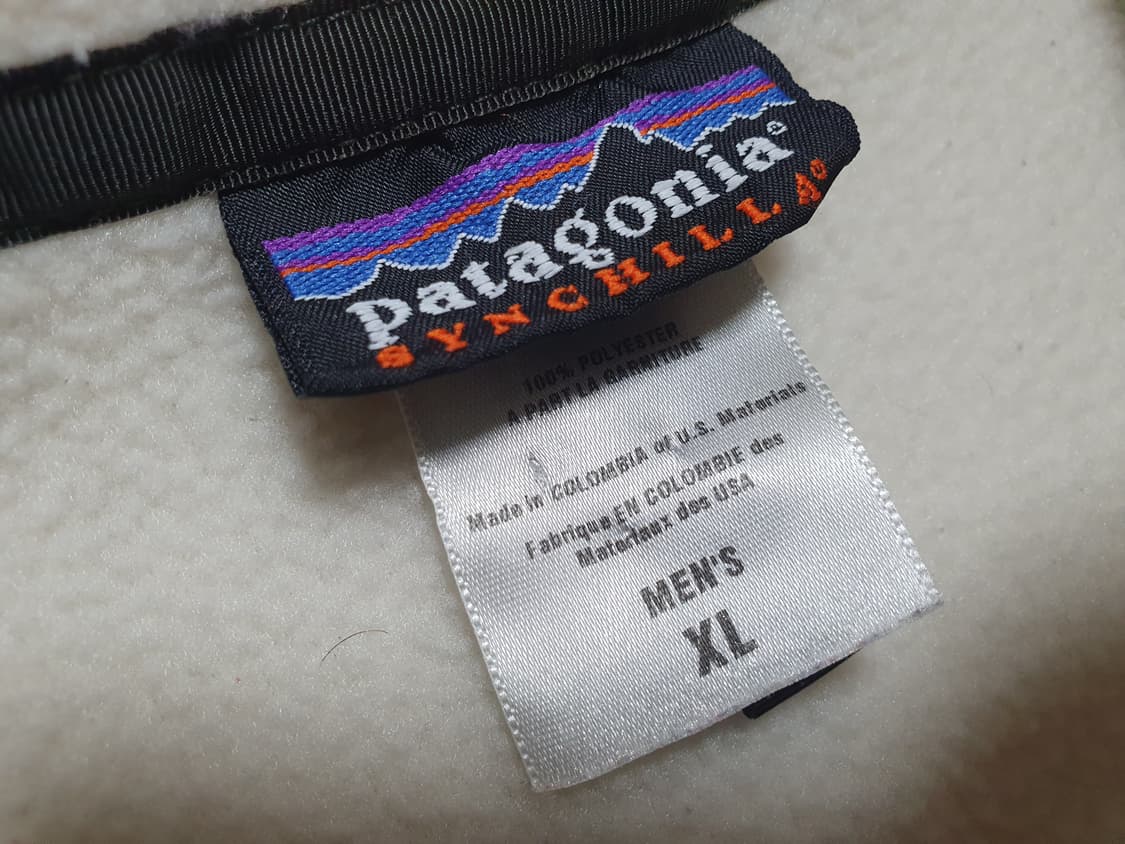 patagonia®
SYNCHILLA®
100% POLYESTER
A PART LA GARNITURE
Made in COLOMBIA of U.S. Materials
Fabrique EN COLOMBIE des
Materiaux des USA
MEN'S
XL